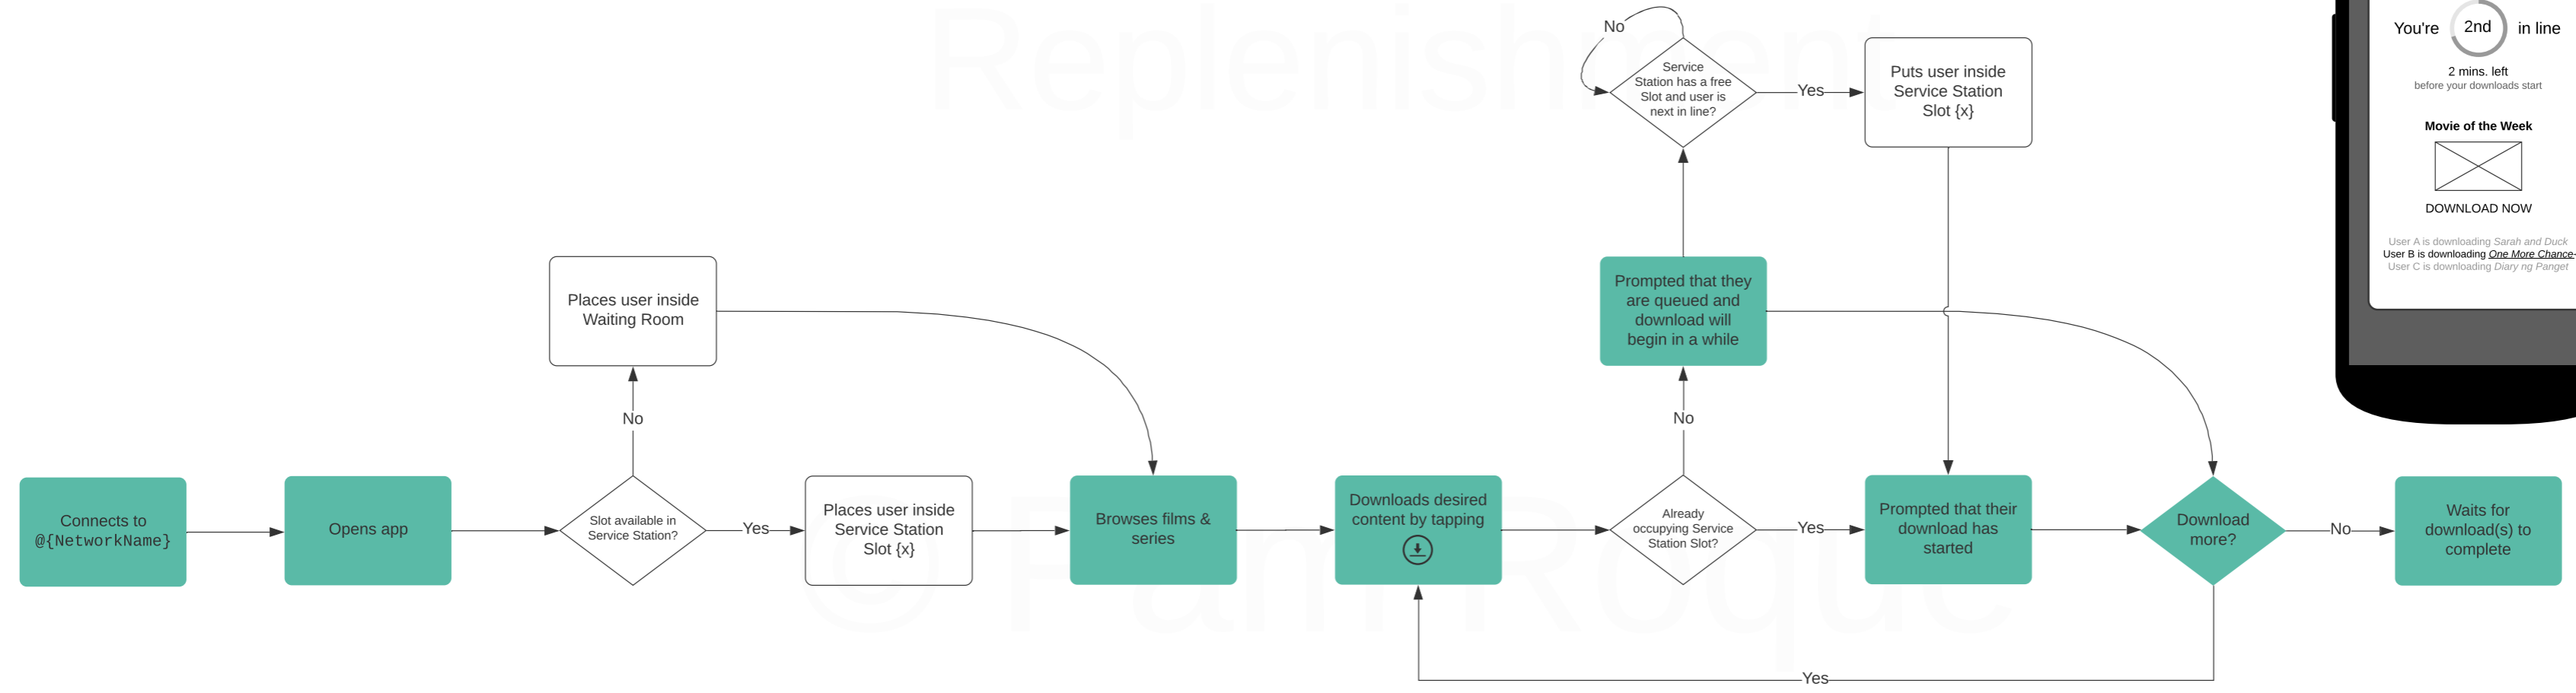 Replenishment
© Pam Roque
Connects to
@{NetworkName}
Opens app
Slot available in
Service Station?
No
Places user inside
Waiting Room
Yes
Places user inside
Service Station
Slot {x}
Browses films &
series
Downloads desired
content by tapping
Already
occupying Service
Station Slot?
No
Prompted that they
are queued and
download will
begin in a while
Service
Station has a free
Slot and user is
next in line?
No
Yes
Puts user inside
Service Station
Slot {x}
Yes
Prompted that their
download has
started
Download
more?
Yes
No
Waits for
download(s) to
complete
You're 2nd in line
2 mins. left
before your downloads start
Movie of the Week
DOWNLOAD NOW
User A is downloading Sarah and Duck
User B is downloading One More Chance
User C is downloading Diary ng Panget